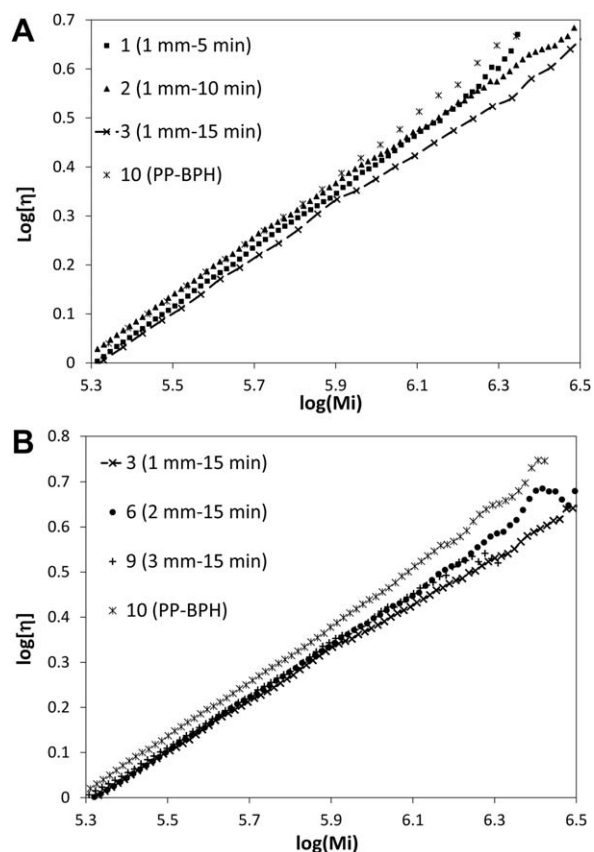 A
0.7
0.6
0.5
0.4
0.3
0.2
0.1
0
Log[η]
1 (1 mm-5 min)
2 (1 mm-10 min)
3 (1 mm-15 min)
10 (PP-BPH)
5.3 5.5 5.7 5.9 6.1 6.3 6.5
log(Mi)
B
0.8
0.7
0.6
0.5
0.4
0.3
0.2
0.1
0
log[η]
3 (1 mm-15 min)
6 (2 mm-15 min)
9 (3 mm-15 min)
10 (PP-BPH)
5.3 5.5 5.7 5.9 6.1 6.3 6.5
log(Mi)